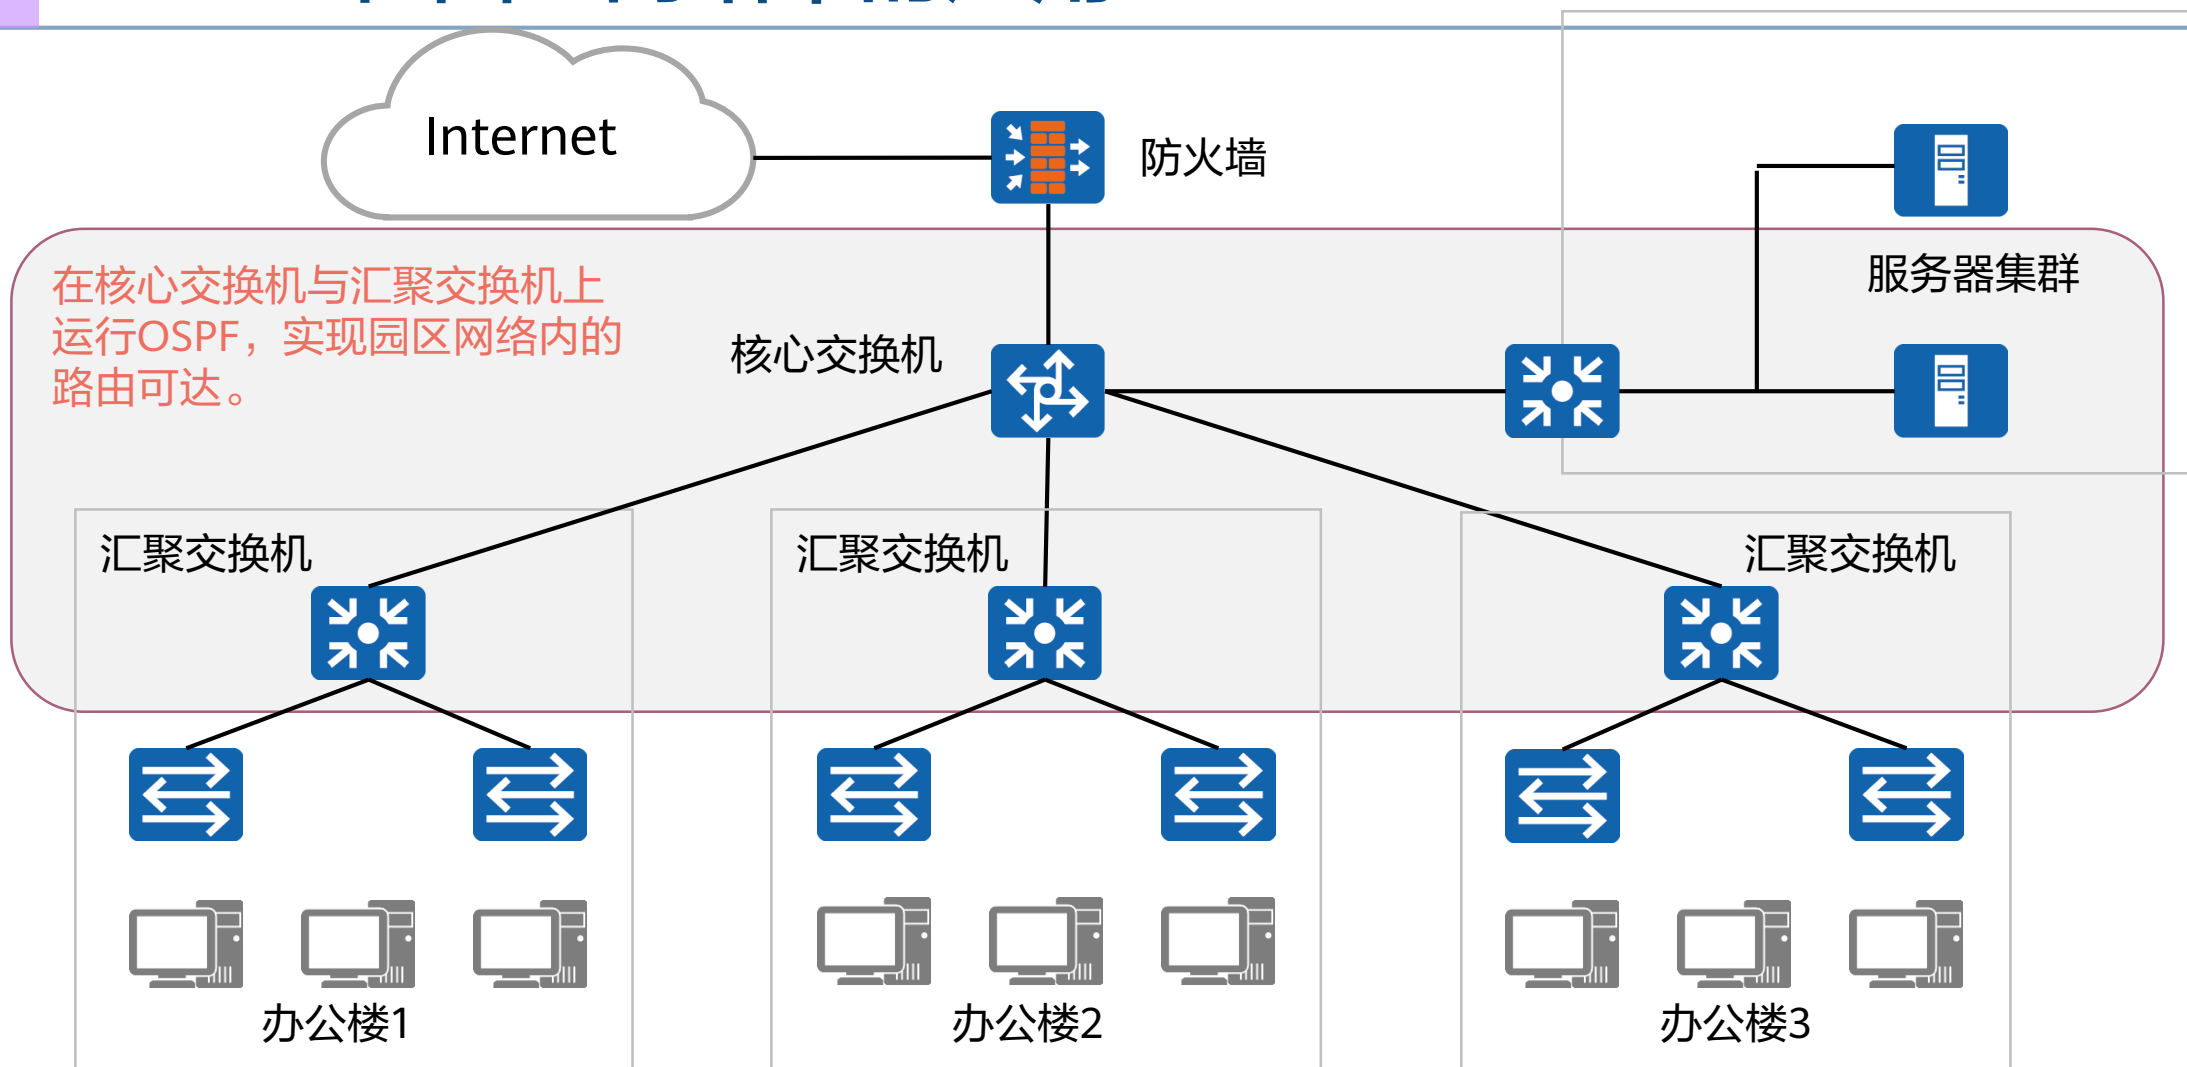 Internet
防火墙
服务器集群
在核心交换机与汇聚交换机上
运行OSPF，实现园区网络内的
路由可达。
核心交换机
汇聚交换机
汇聚交换机
汇聚交换机
办公楼1
办公楼2
办公楼3